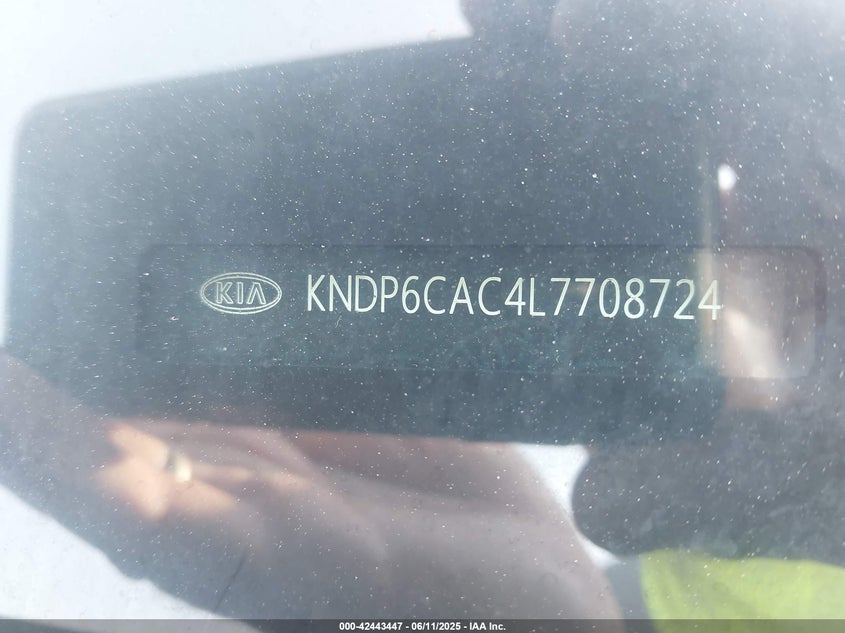 KIA KNDP6CAC4L7708724
000-42443447 - 06/11/2025 - IAA Inc.